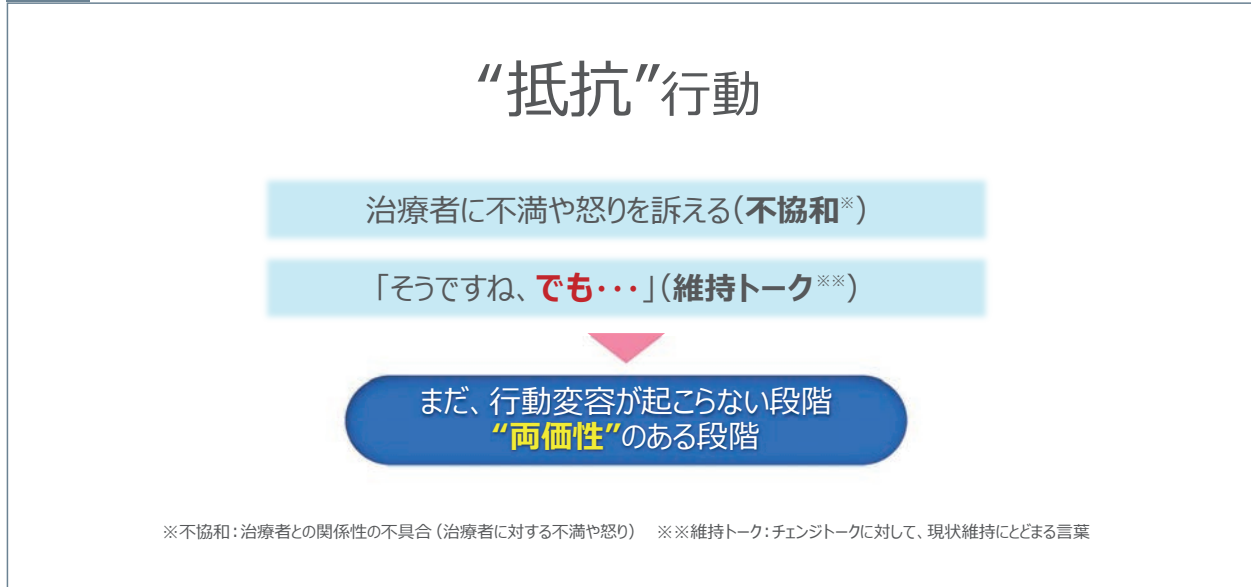 “抵抗”行動
治療者に不満や怒りを訴える(不協和※)
「そうですね、でも・・・」(維持トーク※※)
まだ、行動変容が起こらない段階
“両価性”のある段階
※不協和：治療者との関係性の不具合（治療者に対する不満や怒り）　※※維持トーク：チェンジトークに対して、現状維持にとどまる言葉